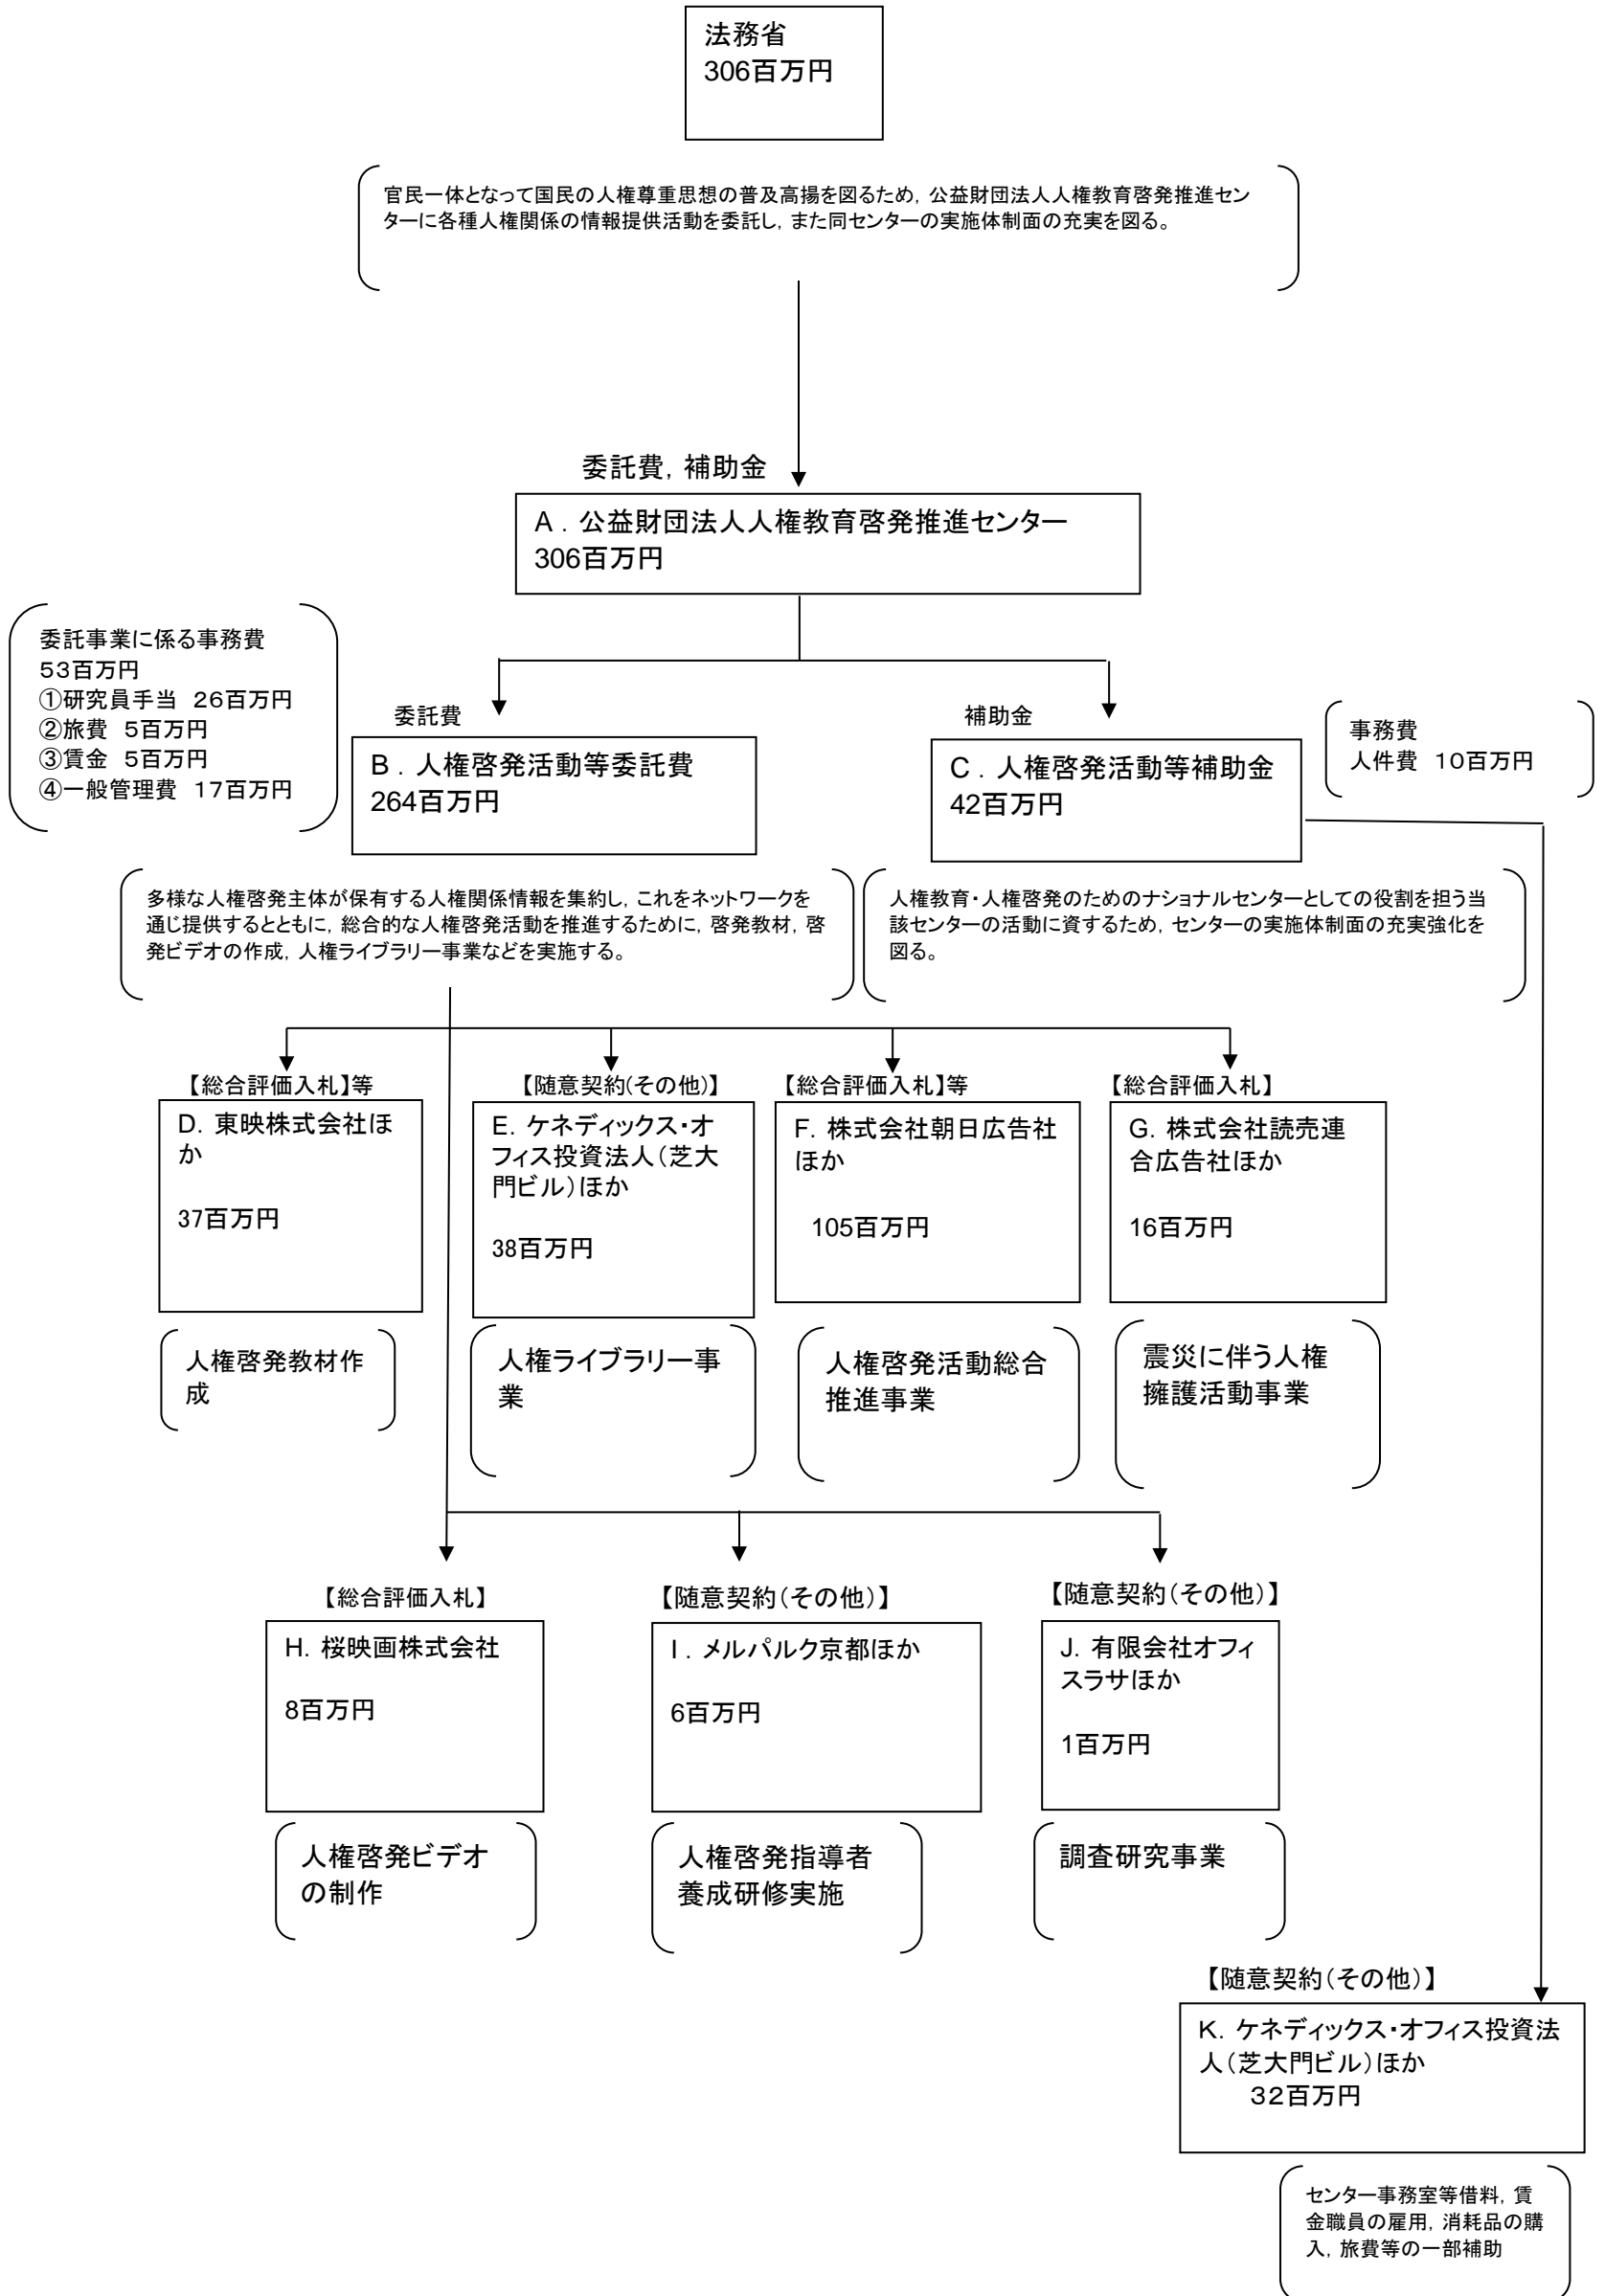 法務省
306百万円
官民一体となって国民の人権尊重思想の普及高揚を図るため，公益財団法人人権教育啓発推進セン
ターに各種人権関係の情報提供活動を委託し，また同センターの実施体制面の充実を図る。
委託費，補助金
A．公益財団法人人権教育啓発推進センター
306百万円
委託事業に係る事務費
53百万円
①研究員手当　26百万円
②旅費　5百万円
③賃金　5百万円
④一般管理費　17百万円
委託費
B．人権啓発活動等委託費
264百万円
補助金
C．人権啓発活動等補助金
42百万円
事務費
人件費　10百万円
多様な人権啓発主体が保有する人権関係情報を集約し，これをネットワークを
通じ提供するとともに，総合的な人権啓発活動を推進するために，啓発教材，啓
発ビデオの作成，人権ライブラリー事業などを実施する。
人権教育・人権啓発のためのナショナルセンターとしての役割を担う当
該センターの活動に資するため，センターの実施体制面の充実強化を
図る。
【総合評価入札】等
D．東映株式会社ほ
か
37百万円
人権啓発教材作
成
【随意契約（その他）】
E．ケネディックス・オ
フィス投資法人（芝大
門ビル）ほか
38百万円
人権ライブラリー事
業
【総合評価入札】等
F．株式会社朝日広告社
ほか
105百万円
人権啓発活動総合
推進事業
【総合評価入札】
G．株式会社読売連
合広告社ほか
16百万円
震災に伴う人権
擁護活動事業
【総合評価入札】
H．桜映画株式会社
8百万円
人権啓発ビデオ
の制作
【随意契約（その他）】
I．メルパルク京都ほか
6百万円
人権啓発指導者
養成研修実施
【随意契約（その他）】
J．有限会社オフィ
スラサほか
1百万円
調査研究事業
【随意契約（その他）】
K．ケネディックス・オフィス投資法
人（芝大門ビル）ほか
32百万円
センター事務室等借料，賃
金職員の雇用，消耗品の購
入，旅費等の一部補助